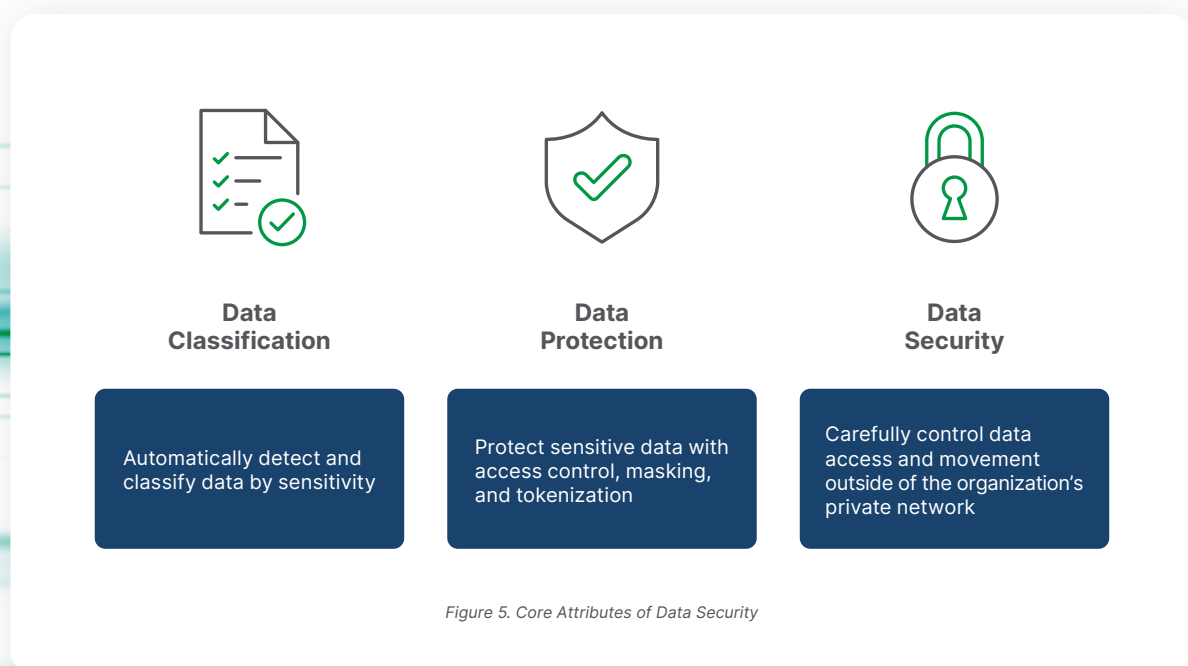 Data
Classification
Automatically detect and
classify data by sensitivity
Data
Protection
Protect sensitive data with
access control, masking,
and tokenization
Data
Security
Carefully control data
access and movement
outside of the organization’s
private network
Figure 5. Core Attributes of Data Security